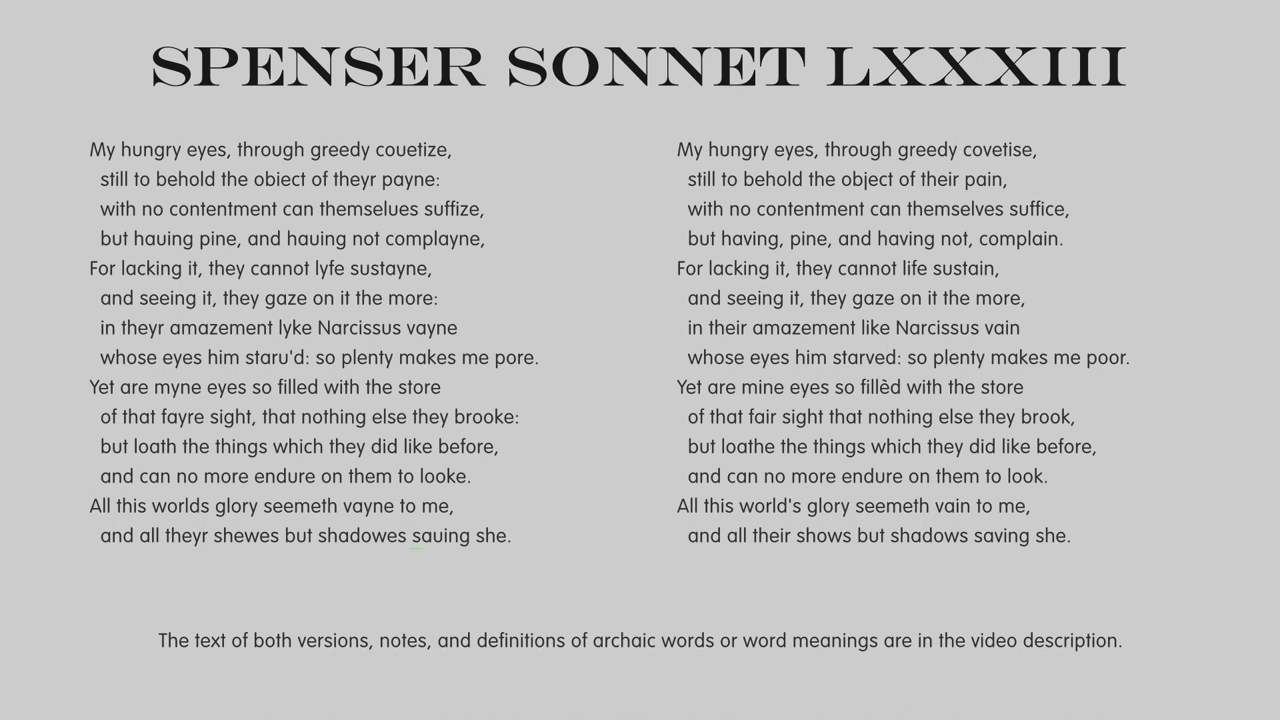 SPENSER SONNET LXXXIII
My hungry eyes, through greedy couetize,
still to behold the obiect of theyr payne:
with no contentment can themselues suffize,
but hauing pine, and hauing not complayne,
For lacking it, they cannot lyfe sustayne,
and seeing it, they gaze on it the more:
in theyr amazement lyke Narcissus vayne
whose eyes him staru'd: so plenty makes me pore.
Yet are myne eyes so filled with the store
of that fayre sight, that nothing else they brooke:
but loath the things which they did like before,
and can no more endure on them to looke.
All this worlds glory seemeth vayne to me,
and all theyr shewes but shadowes sauing she.
My hungry eyes, through greedy covetise,
still to behold the object of their pain,
with no contentment can themselves suffice,
but having, pine, and having not, complain.
For lacking it, they cannot life sustain,
and seeing it, they gaze on it the more,
in their amazement like Narcissus vain
whose eyes him starved: so plenty makes me poor.
Yet are mine eyes so fillèd with the store
of that fair sight that nothing else they brook,
but loathe the things which they did like before,
and can no more endure on them to look.
All this world's glory seemeth vain to me,
and all their shows but shadows saving she.
The text of both versions, notes, and definitions of archaic words or word meanings are in the video description.